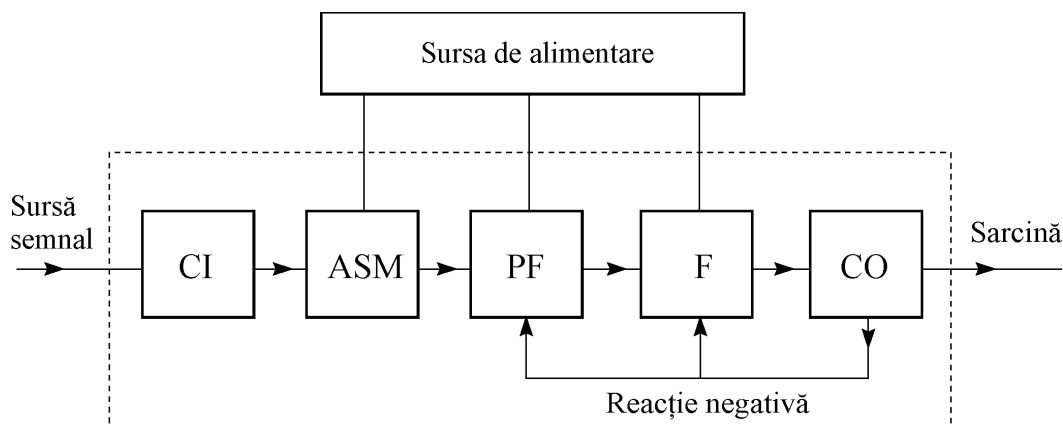 Sursa de alimentare
Sursă
semnal
CI
ASM
PF
F
CO
Sarcină
Reacție negativă